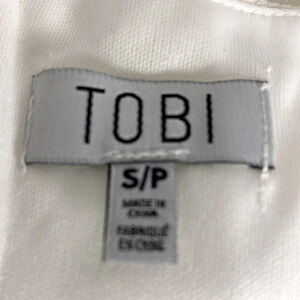 TOBI
S/P
MADE IN
CHINA
FABRIQUÉ
EN CHINE